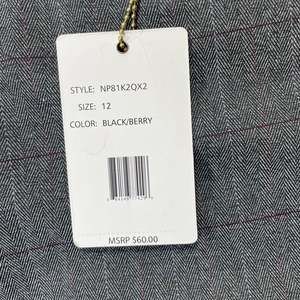 STYLE: NP81K2QX2
SIZE: 12
COLOR: BLACK/BERRY
MSRP $60.00